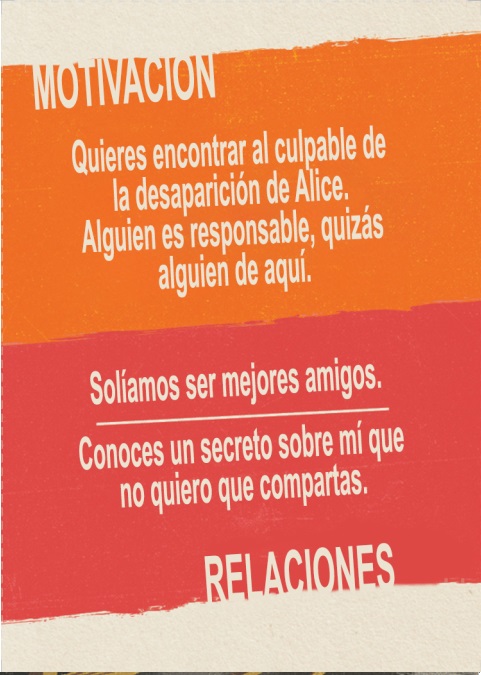 MOTIVACIÓN
Quieres encontrar al culpable de
la desaparición de Alice.
Alguien es responsable, quizás
alguien de aquí.
Solíamos ser mejores amigos.
Conoces un secreto sobre mí que
no quiero que compartas.
RELACIONES